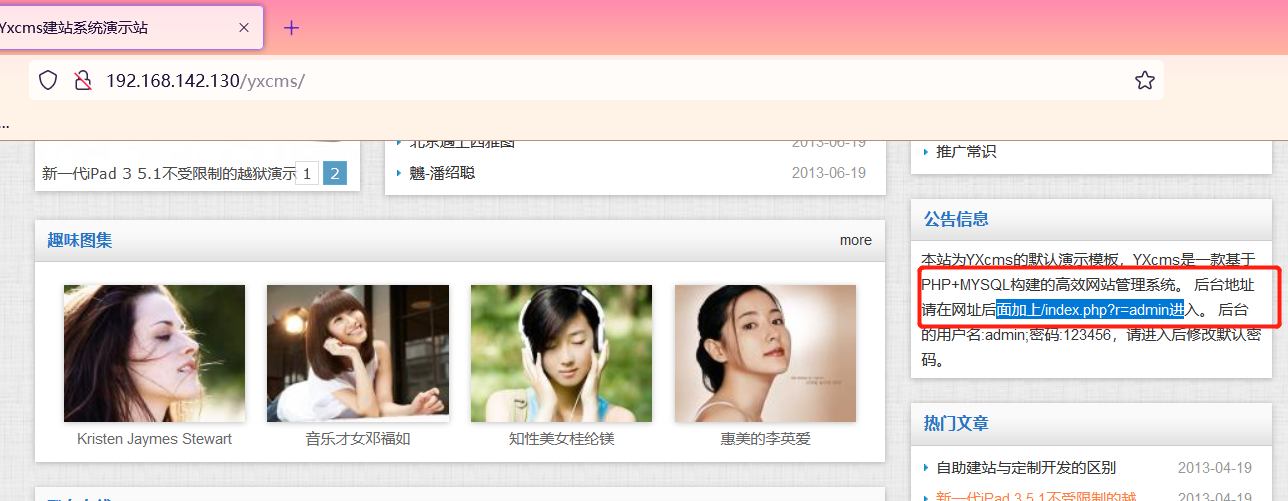 Yxcms建站系统演示站
192.168.142.130/yxcms/
...
北京遇上西雅图 2013-06-19
新一代iPad 3 5.1不受限制的越狱演示 1 2
魑-潘绍聪 2013-06-19
推广常识
趣味图集 more
Kristen Jaymes Stewart
音乐才女邓福如
知性美女桂纶镁
惠美的李英爱
公告信息
本站为YXcms的默认演示模板，YXcms是一款基于
PHP+MYSQL构建的高效网站管理系统。 后台地址
请在网址后面加上/index.php?r=admin进入。 后台
的用户名:admin;密码:123456，请进入后修改默认密
码。
热门文章
自助建站与定制开发的区别 2013-04-19
新一代iPad 3 5.1不受限制的越 2013-04-19